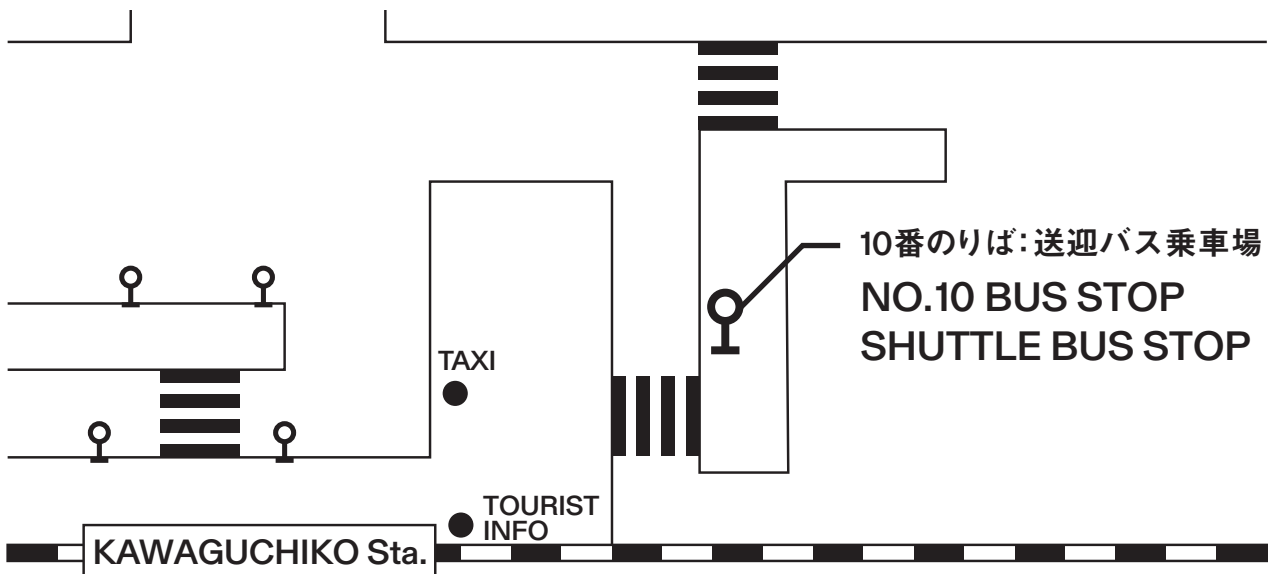 10番のりば：送迎バス乗車場
NO.10 BUS STOP
SHUTTLE BUS STOP
TAXI
TOURIST
INFO
KAWAGUCHIKO Sta.